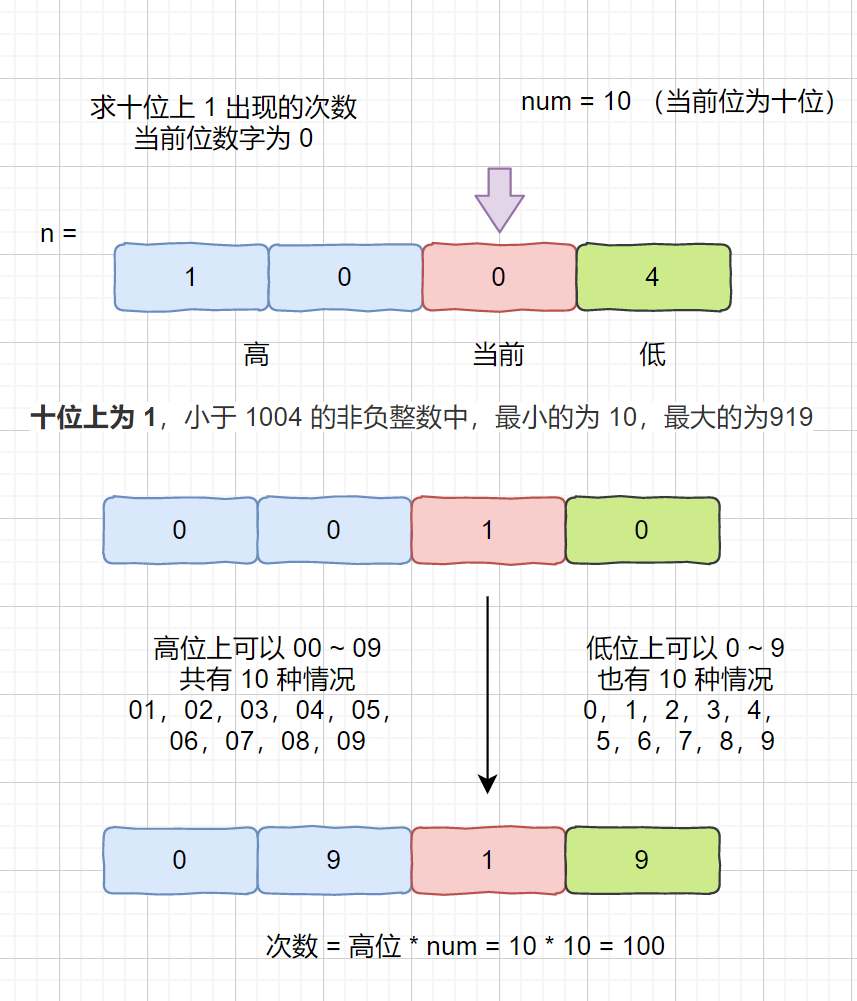 求十位上 1 出现的次数
当前位数字为 0
num = 10 （当前位为十位）
n =
1 0 0 4
高 当前 低
十位上为 1，小于 1004 的非负整数中，最小的为 10，最大的为919
0 0 1 0
高位上可以 00 ~ 09
共有 10 种情况
01，02，03，04，05，
06，07，08，09
低位上可以 0 ~ 9
也有 10 种情况
0，1，2，3，4，
5，6，7，8，9
0 9 1 9
次数 = 高位 * num = 10 * 10 = 100